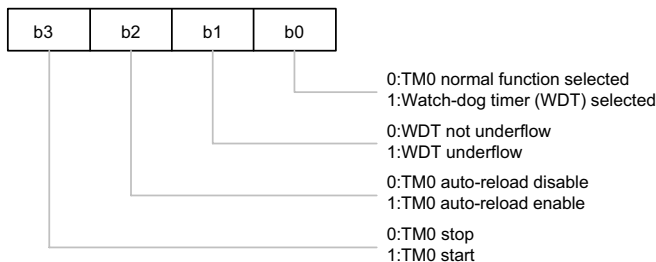 b3 b2 b1 b0
0:TM0 normal function selected
1:Watch-dog timer (WDT) selected
0:WDT not underflow
1:WDT underflow
0:TM0 auto-reload disable
1:TM0 auto-reload enable
0:TM0 stop
1:TM0 start